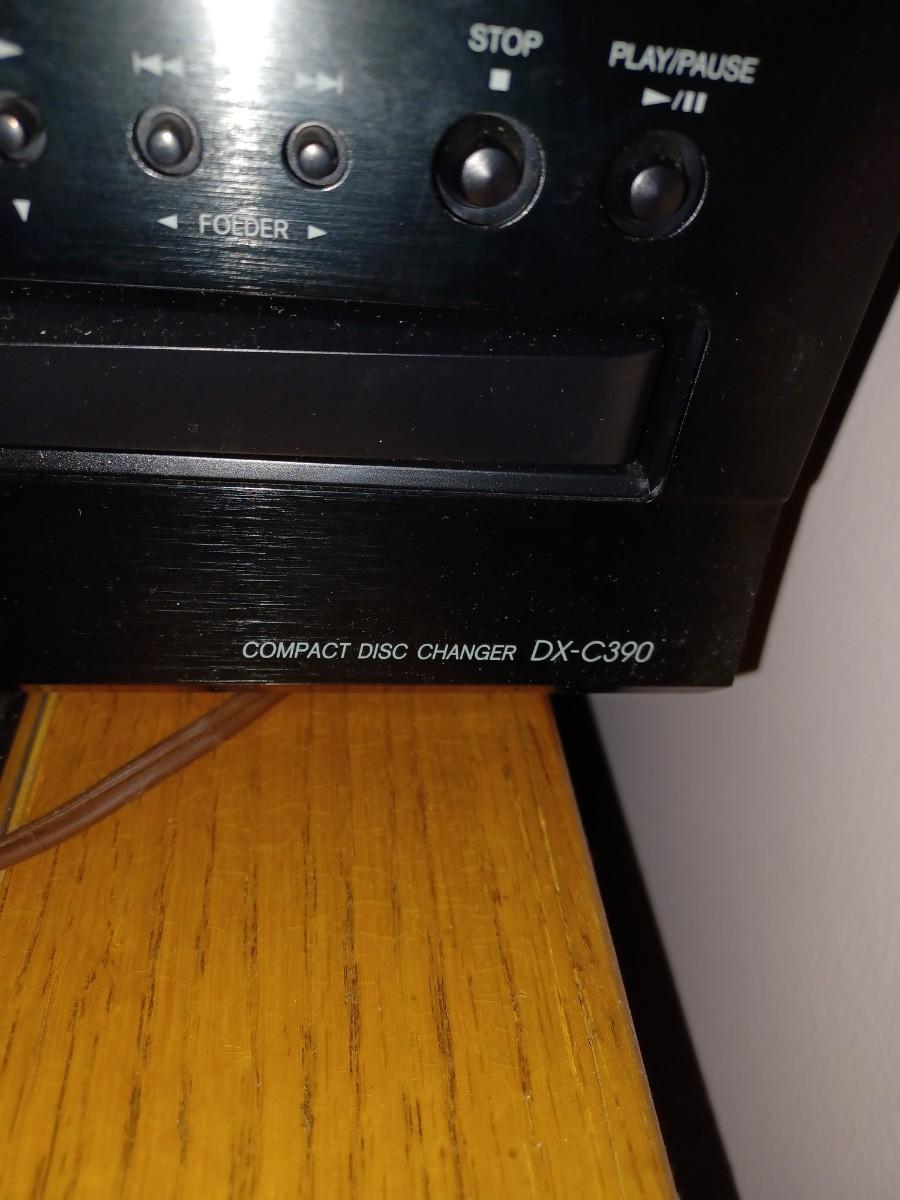 STOP
PLAY/PAUSE
FOLDER
COMPACT DISC CHANGER DX-C390